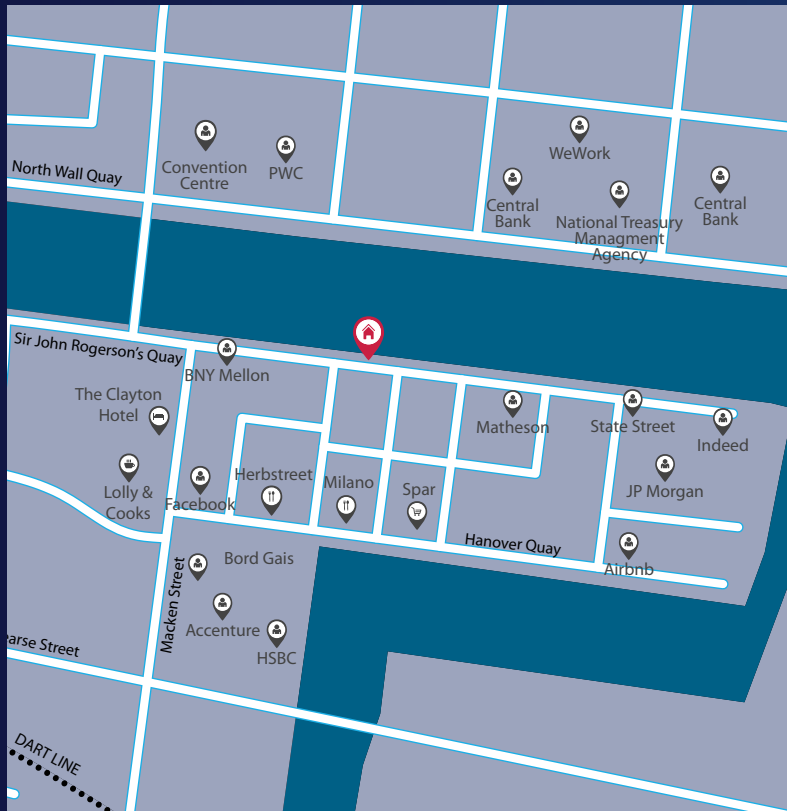 WeWork
Convention
Centre
PWC
North Wall Quay
Central
Bank
Central
Bank
National Treasury
Managment
Agency
Sir John Rogerson's Quay
BNY Mellon
The Clayton
Hotel
Matheson
State Street
Indeed
Lolly &
Cooks
Facebook
Herbstreet
Milano
Spar
JP Morgan
Hanover Quay
Airbnb
Bord Gais
Macken Street
Accenture
HSBC
earse Street
DART LINE